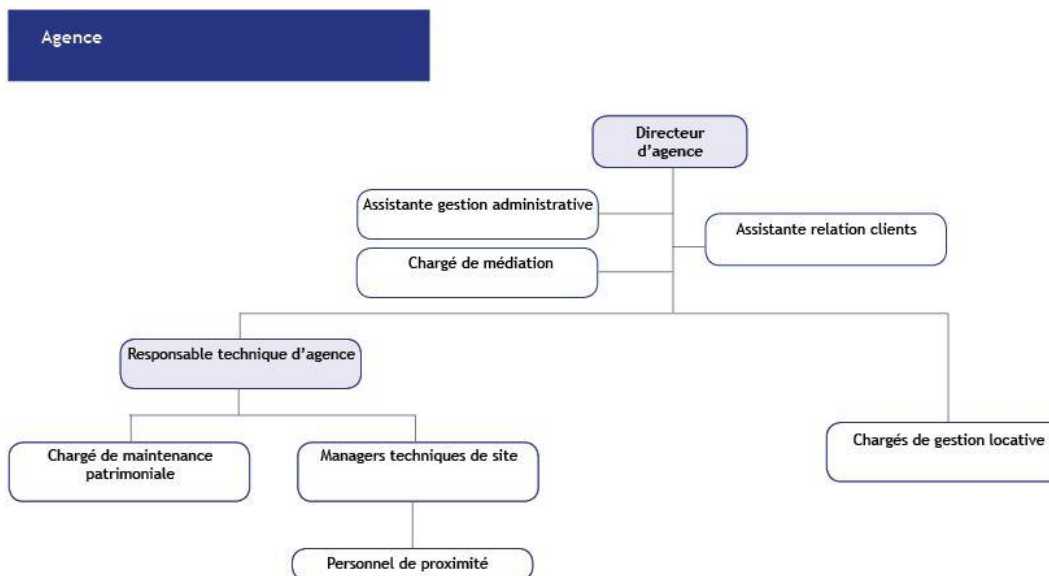 Agence
Directeur
d’agence
Assistante gestion administrative
Assistante relation clients
Chargé de médiation
Responsable technique d’agence
Chargé de maintenance
patrimoniale
Managers techniques de site
Chargés de gestion locative
Personnel de proximité